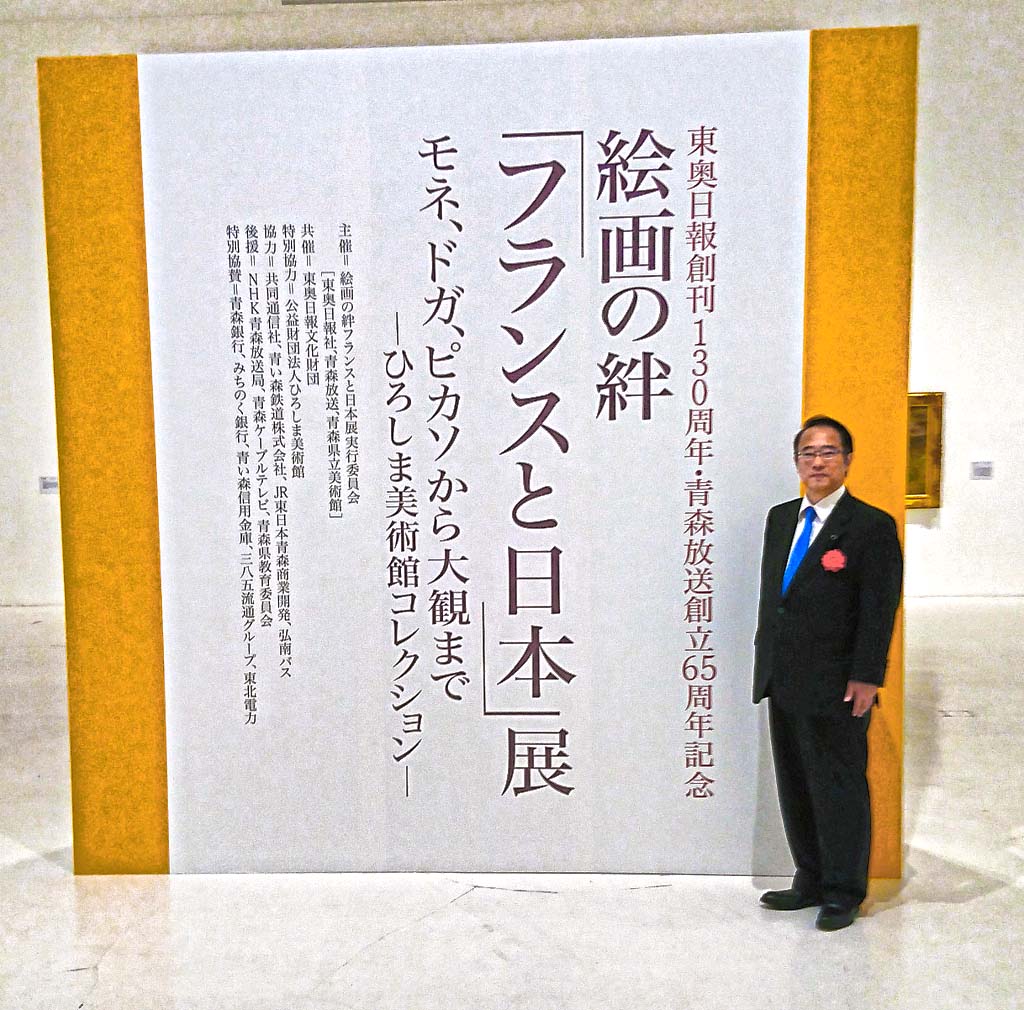 東奥日報創刊130周年・青森放送創立65周年記念
絵画の絆
「フランスと日本」展
モネ、ドガ、ピカソから大観まで
―ひろしま美術館コレクション―
主催＝絵画の絆フランスと日本展実行委員会
［東奥日報社、青森放送、青森県立美術館］
共催＝東奥日報文化財団
特別協力＝公益財団法人ひろしま美術館
協力＝共同通信社、青い森鉄道株式会社、JR東日本青森商業開発、弘南バス
後援＝NHK青森放送局、青森ケーブルテレビ、青森県教育委員会
特別協賛＝青森銀行、みちのく銀行、青い森信用金庫、三八五流通グループ、東北電力